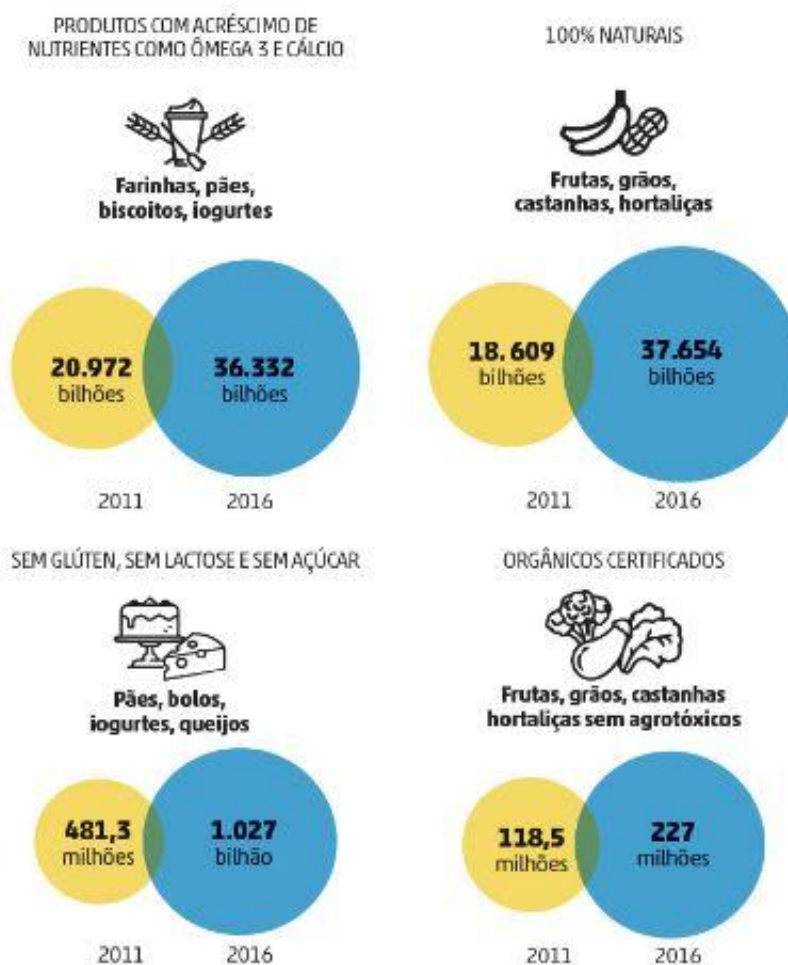 PRODUTOS COM ACRÉSCIMO DE
NUTRIENTES COMO ÔMEGA 3 E CÁLCIO
Farinhas, pães,
biscoitos, iogurtes
20.972
bilhões
36.332
bilhões
2011
2016
100% NATURAIS
Frutas, grãos,
castanhas, hortaliças
18. 609
bilhões
37.654
bilhões
2011
2016
SEM GLÚTEN, SEM LACTOSE E SEM AÇÚCAR
Pães, bolos,
iogurtes, queijos
481,3
milhões
1.027
bilhão
2011
2016
ORGÂNICOS CERTIFICADOS
Frutas, grãos, castanhas
hortaliças sem agrotóxicos
118,5
milhões
227
milhões
2011
2016